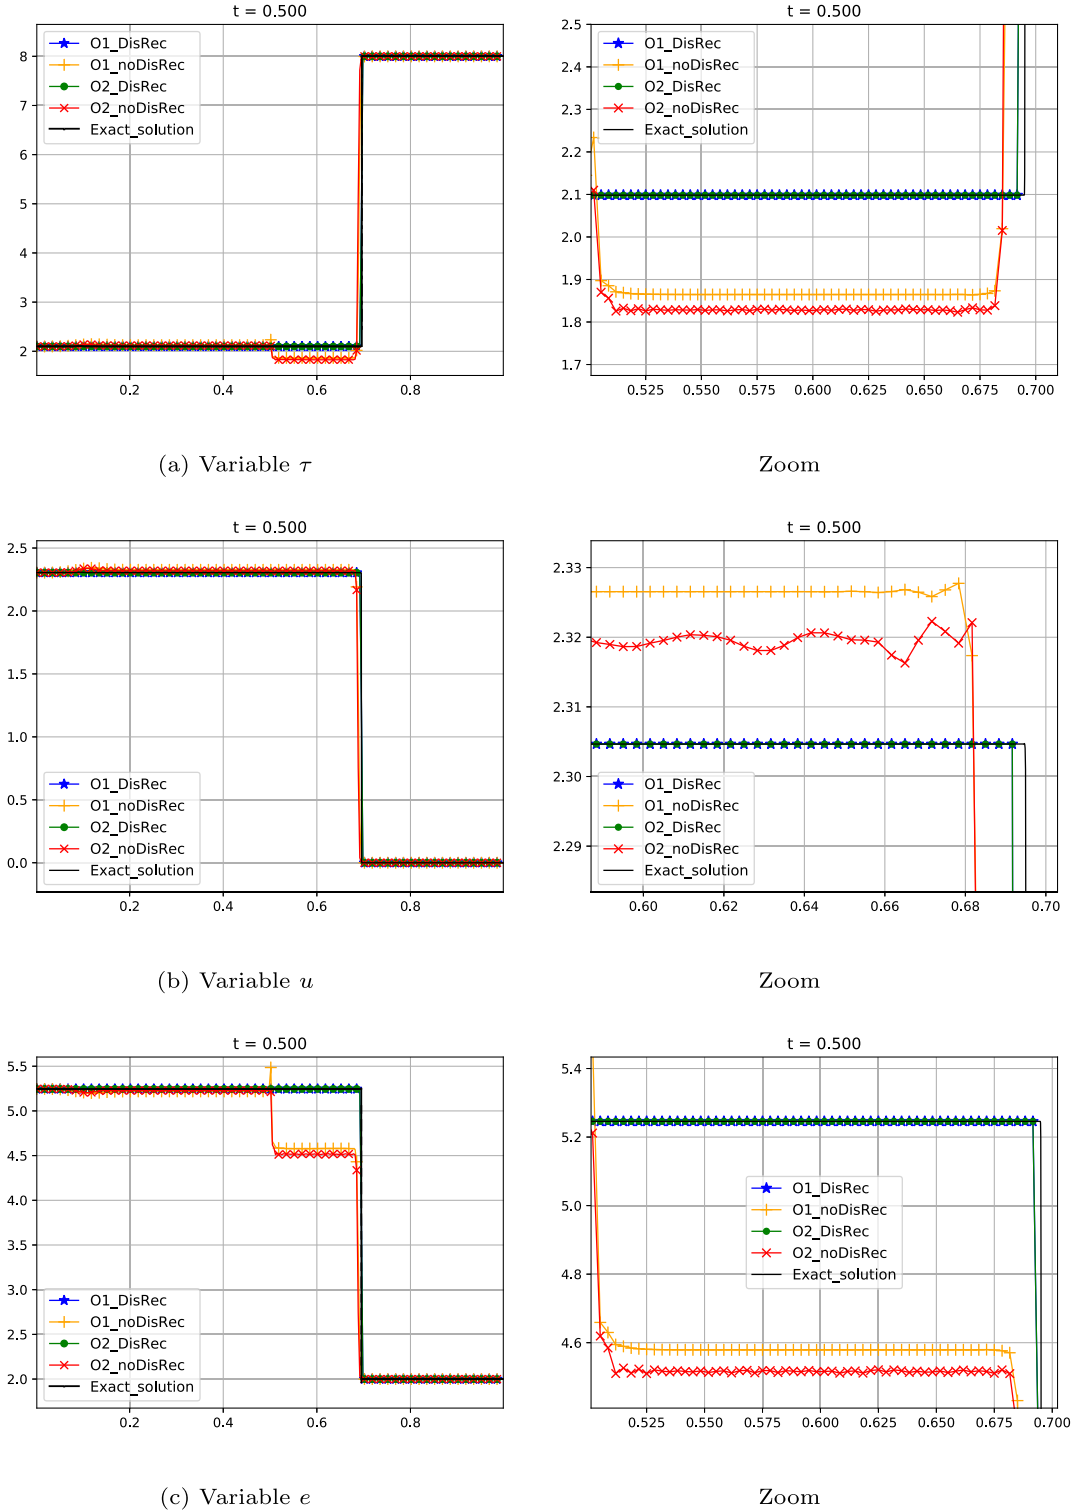 t = 0.500
O1_DisRec
O1_noDisRec
O2_DisRec
O2_noDisRec
Exact_solution
8
7
6
5
4
3
2
0.2 0.4 0.6 0.8
(a) Variable τ
t = 0.500
O1_DisRec
O1_noDisRec
O2_DisRec
O2_noDisRec
Exact_solution
2.5
2.4
2.3
2.2
2.1
2.0
1.9
1.8
1.7
0.525 0.550 0.575 0.600 0.625 0.650 0.675 0.700
Zoom
t = 0.500
2.5
2.0
1.5
1.0
0.5
0.0
O1_DisRec
O1_noDisRec
O2_DisRec
O2_noDisRec
Exact_solution
0.2 0.4 0.6 0.8
(b) Variable u
t = 0.500
2.33
2.32
2.31
2.30
2.29
O1_DisRec
O1_noDisRec
O2_DisRec
O2_noDisRec
Exact_solution
0.60 0.62 0.64 0.66 0.68 0.70
Zoom
t = 0.500
5.5
5.0
4.5
4.0
3.5
3.0
2.5
2.0
O1_DisRec
O1_noDisRec
O2_DisRec
O2_noDisRec
Exact_solution
0.2 0.4 0.6 0.8
(c) Variable e
t = 0.500
5.4
5.2
5.0
4.8
4.6
O1_DisRec
O1_noDisRec
O2_DisRec
O2_noDisRec
Exact_solution
0.525 0.550 0.575 0.600 0.625 0.650 0.675 0.700
Zoom